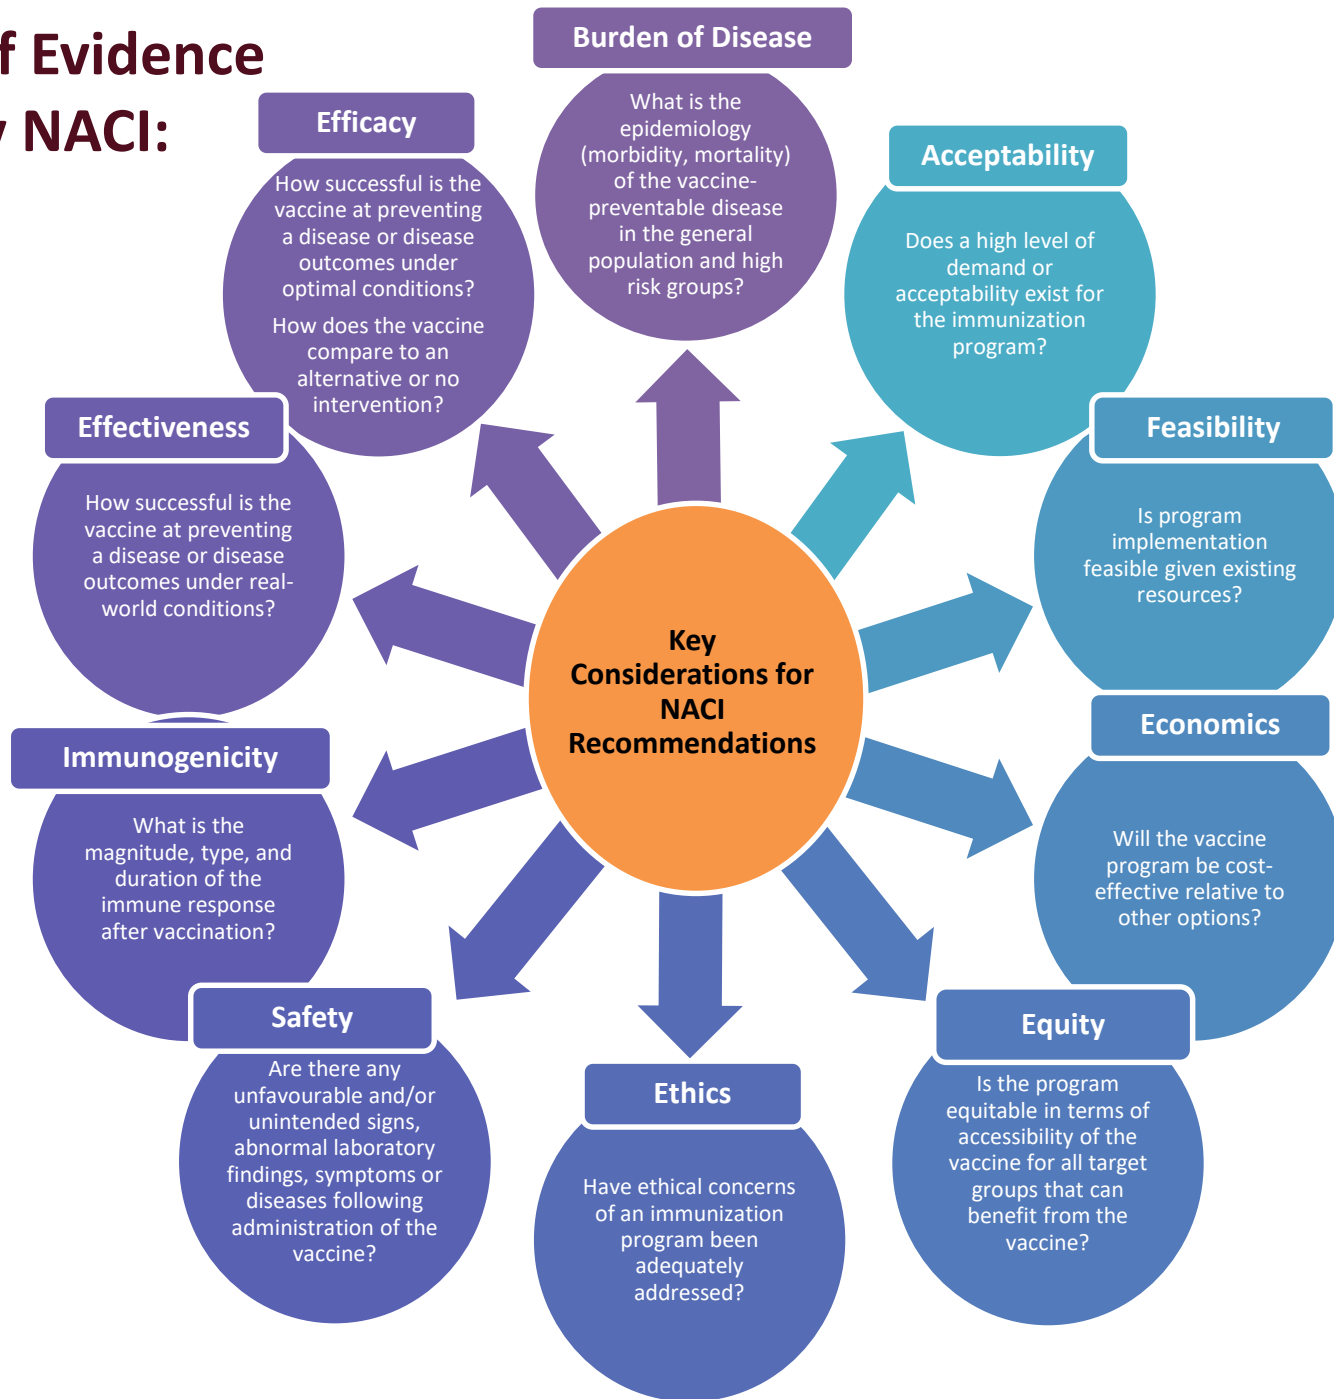 f Evidence
y NACI:
Burden of Disease
What is the
epidemiology
(morbidity, mortality)
of the vaccine-
preventable disease
in the general
population and high
risk groups?
Acceptability
Does a high level of
demand or
acceptability exist for
the immunization
program?
Feasibility
Is program
implementation
feasible given existing
resources?
Economics
Will the vaccine
program be cost-
effective relative to
other options?
Equity
Is the program
equitable in terms of
accessibility of the
vaccine for all target
groups that can
benefit from the
vaccine?
Ethics
Have ethical concerns
of an immunization
program been
adequately
addressed?
Safety
Are there any
unfavourable and/or
unintended signs,
abnormal laboratory
findings, symptoms or
diseases following
administration of the
vaccine?
Immunogenicity
What is the
magnitude, type, and
duration of the
immune response
after vaccination?
Effectiveness
How successful is the
vaccine at preventing
a disease or disease
outcomes under real-
world conditions?
Efficacy
How successful is the
vaccine at preventing
a disease or disease
outcomes under
optimal conditions?
How does the vaccine
compare to an
alternative or no
intervention?
Key
Considerations for
NACI
Recommendations